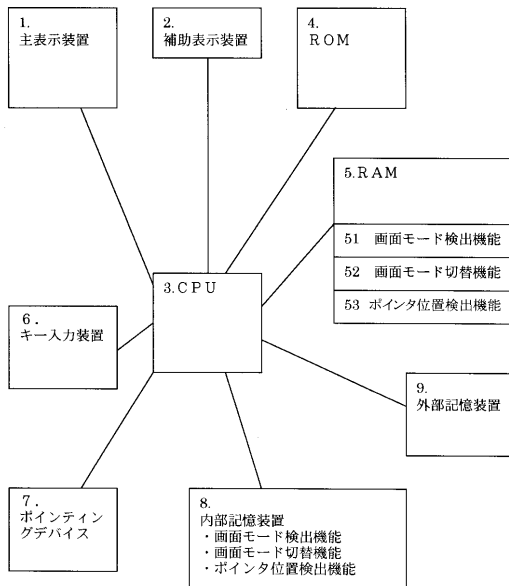 1.
主表示装置
2.
補助表示装置
4.
ROM
5.RAM
51 画面モード検出機能
52 画面モード切替機能
53 ポインタ位置検出機能
3.CPU
6.
キー入力装置
9.
外部記憶装置
7.
ポインティン
グデバイス
8.
内部記憶装置
・画面モード検出機能
・画面モード切替機能
・ポインタ位置検出機能